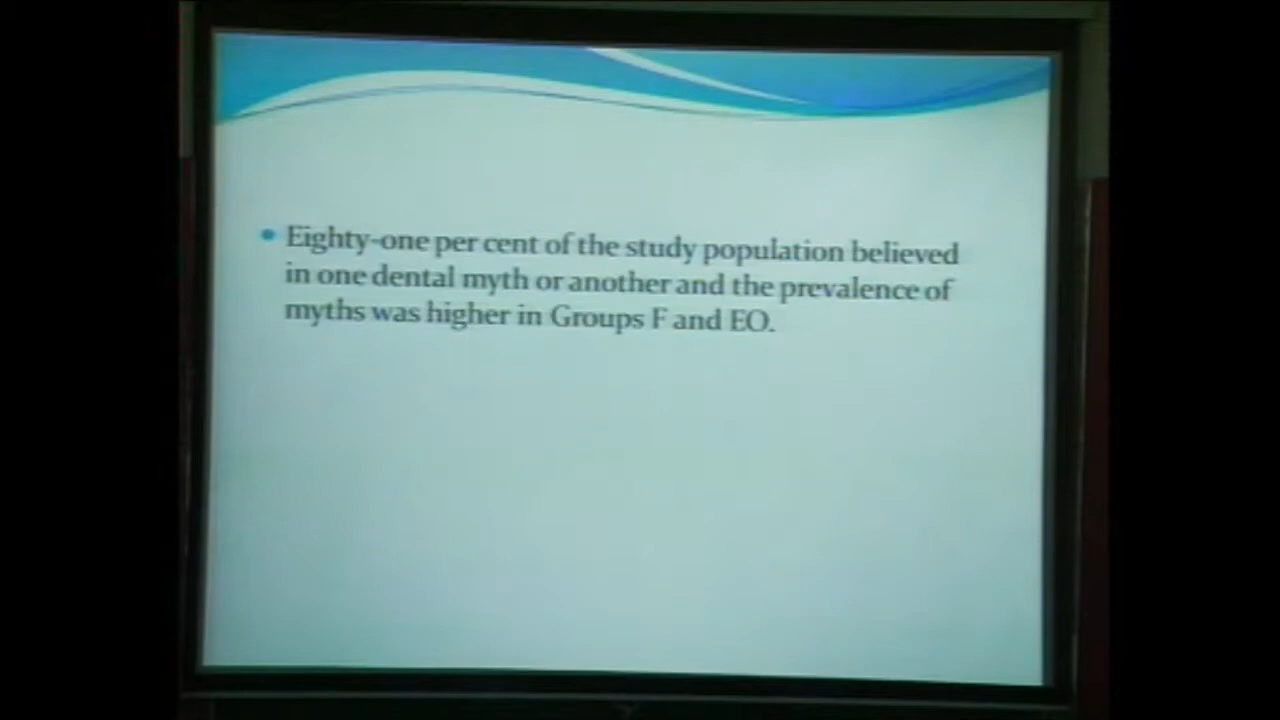 Eighty-one per cent of the study population believed
in one dental myth or another and the prevalence of
myths was higher in Groups F and EO.